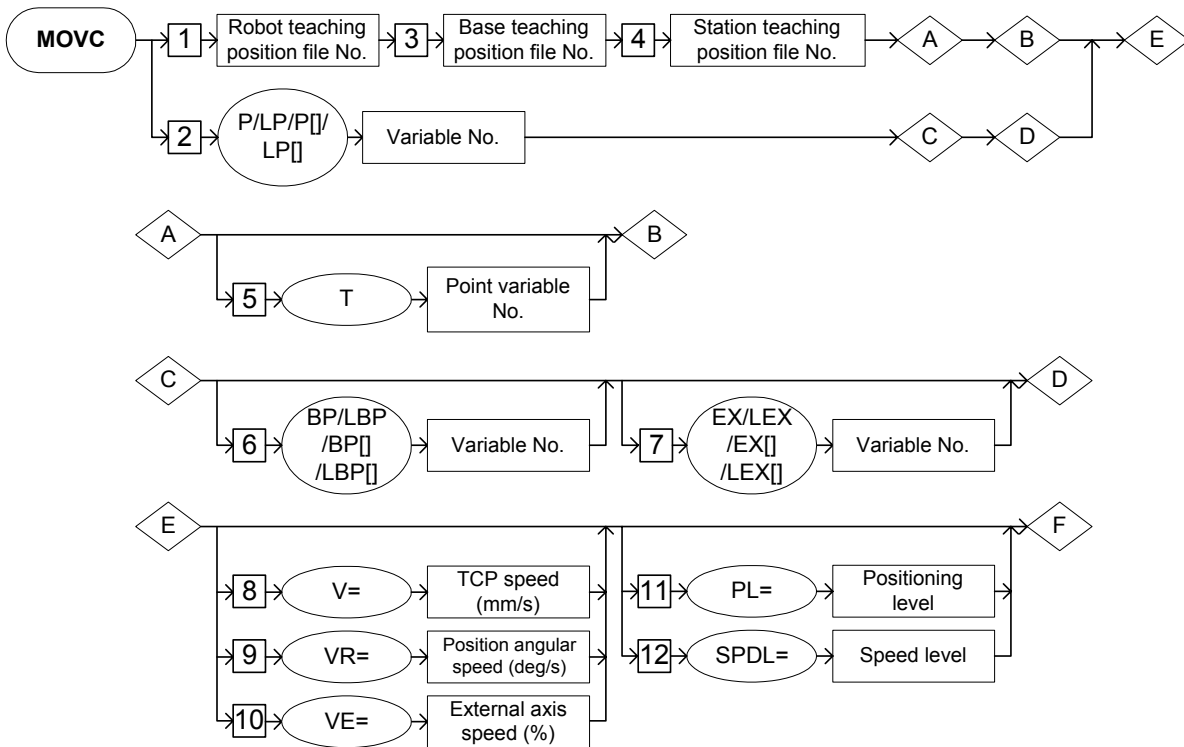 MOVC
1
Robot teaching
position file No.
3
Base teaching
position file No.
4
Station teaching
position file No.
A
B
E
2
P/LP/P[]/
LP[]
Variable No.
C
D
A
B
5
T
Point variable
No.
C
D
6
BP/LBP
/BP[]
/LBP[]
Variable No.
7
EX/LEX
/EX[]
/LEX[]
Variable No.
E
F
8
V=
TCP speed
(mm/s)
11
PL=
Positioning
level
9
VR=
Position angular
speed (deg/s)
12
SPDL=
Speed level
10
VE=
External axis
speed (%)